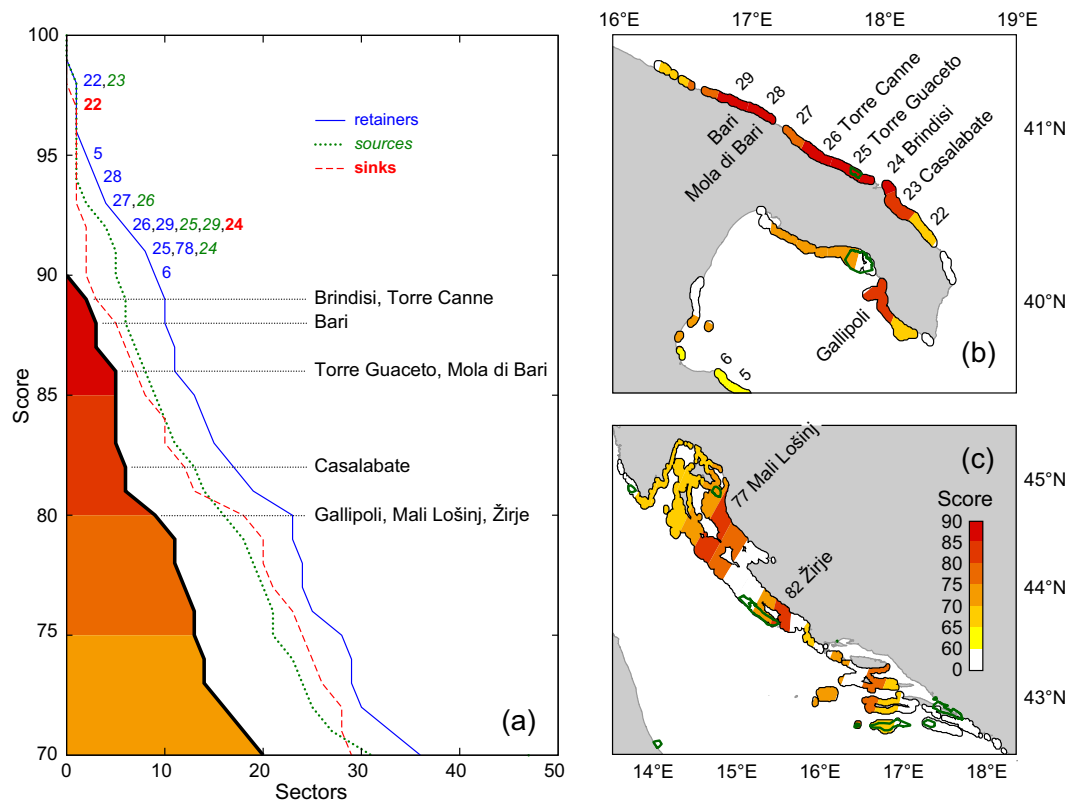 100
95
90
85
80
75
70
Score
0
10
20
30
40
50
Sectors
(a)
retainers
sources
sinks
22,23
22
5
28
27,26
26,29,25,29,24
25,78,24
6
Brindisi, Torre Canne
Bari
Torre Guaceto, Mola di Bari
Casalabate
Gallipoli, Mali Lošinj, Žirje
16°E
17°E
18°E
19°E
41°N
40°N
29
Bari
28
Mola di Bari
27
26 Torre Canne
25 Torre Guaceto
24 Brindisi
23 Casalabate
22
Gallipoli
6
5
(b)
(c)
77 Mali Lošinj
82 Žirje
Score
90
85
80
75
70
65
60
0
45°N
44°N
43°N
14°E
15°E
16°E
17°E
18°E